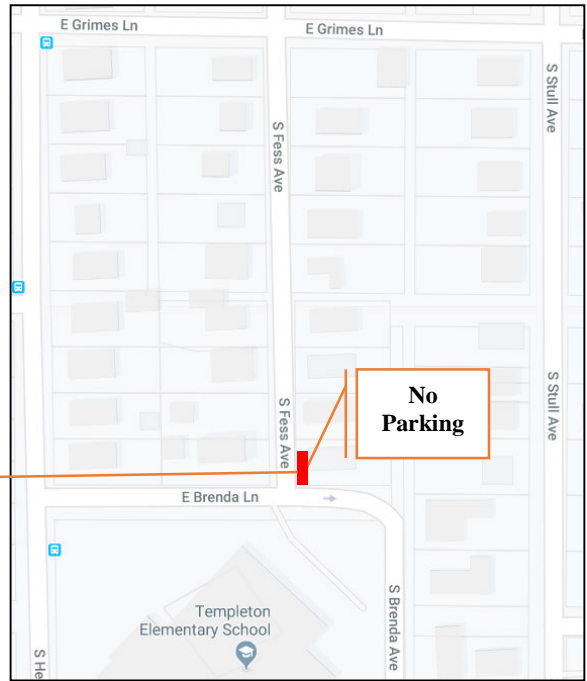 E Grimes Ln
E Grimes Ln
S Stull Ave
S Fess Ave
No
Parking
S Stull Ave
S Fess Ave
E Brenda Ln
Templeton
Elementary School
S Brenda Ave
S He